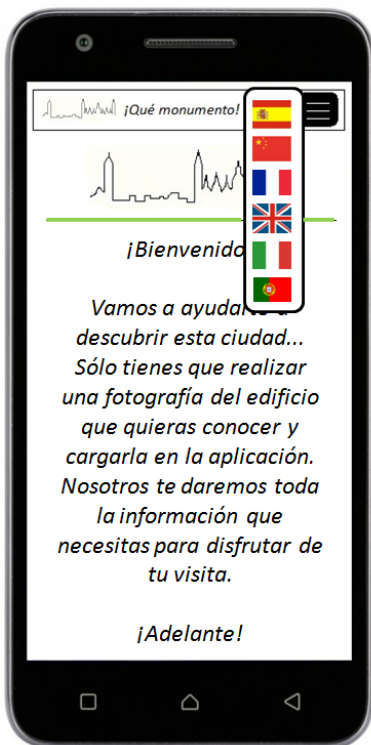 ¡Qué monumento!
¡Bienvenido
Vamos a
descubrir esta ciudad...
Sólo tienes que realizar
una fotografía del edificio
que quieras conocer y
cargarla en la aplicación.
Nosotros te daremos toda
la información que
necesitas para disfrutar de
tu visita.
¡Adelante!